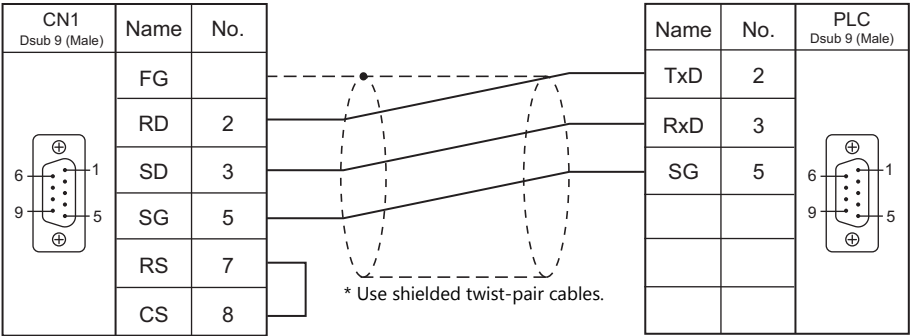 CN1
Dsub 9 (Male)
Name No.
FG
RD 2
SD 3
SG 5
RS 7
CS 8
6 1
9 5
* Use shielded twist-pair cables.
Name No.
PLC
Dsub 9 (Male)
TxD 2
RxD 3
SG 5
6 1
9 5